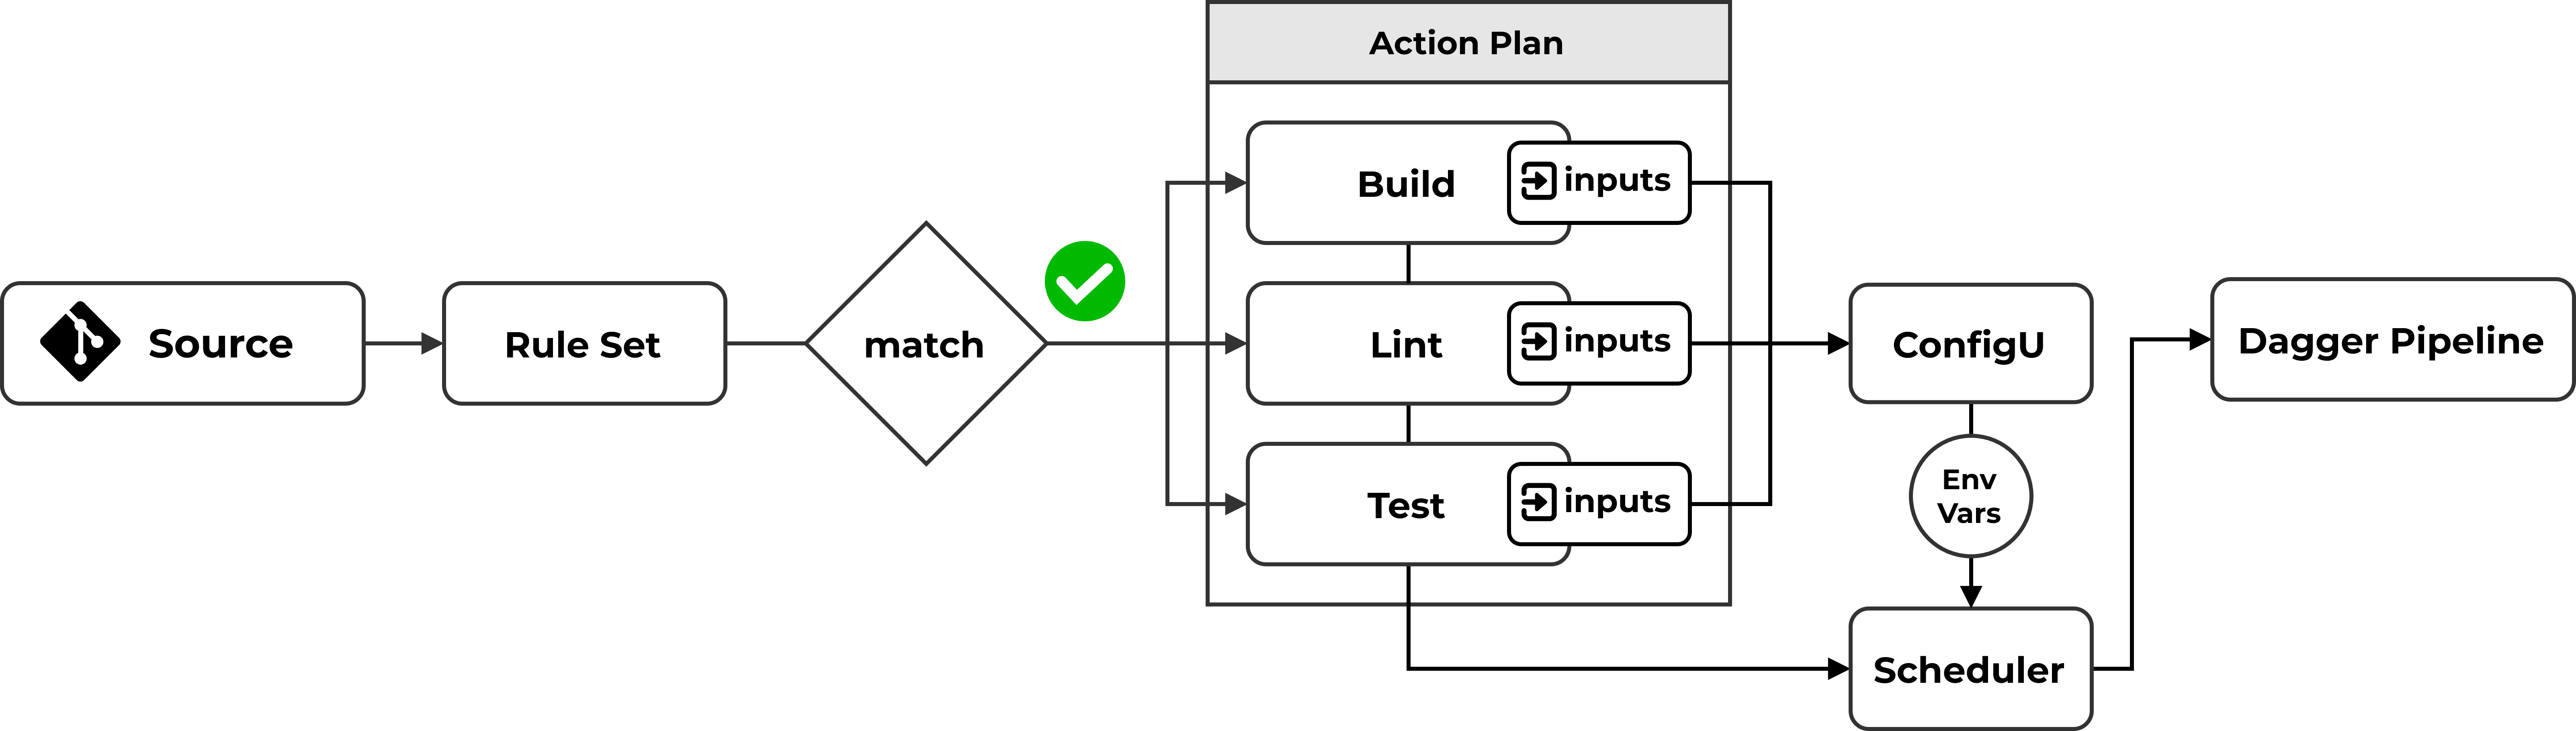 Action Plan
Build
inputs
Source
Rule Set
match
Lint
inputs
ConfigU
Dagger Pipeline
Test
inputs
Env
Vars
Scheduler